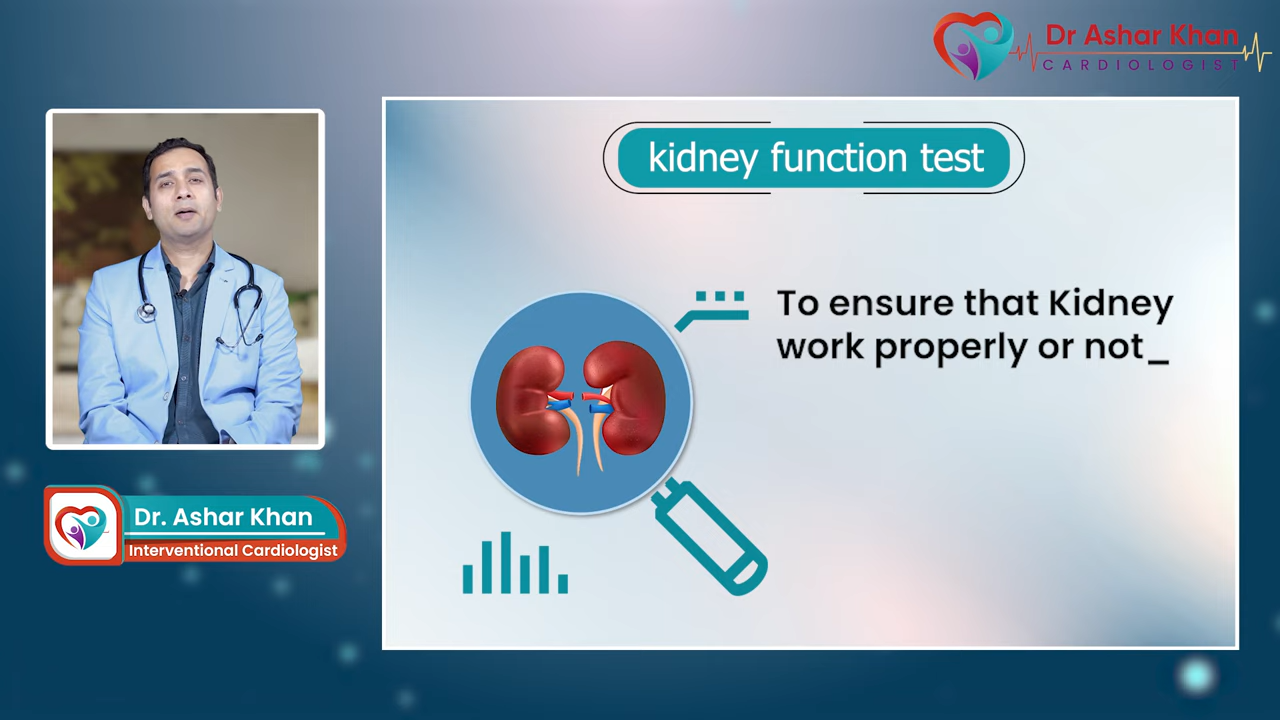 Dr Ashar Khan
CARDIOLOGIST
kidney function test
To ensure that Kidney
work properly or not_
Dr. Ashar Khan
Interventional Cardiologist